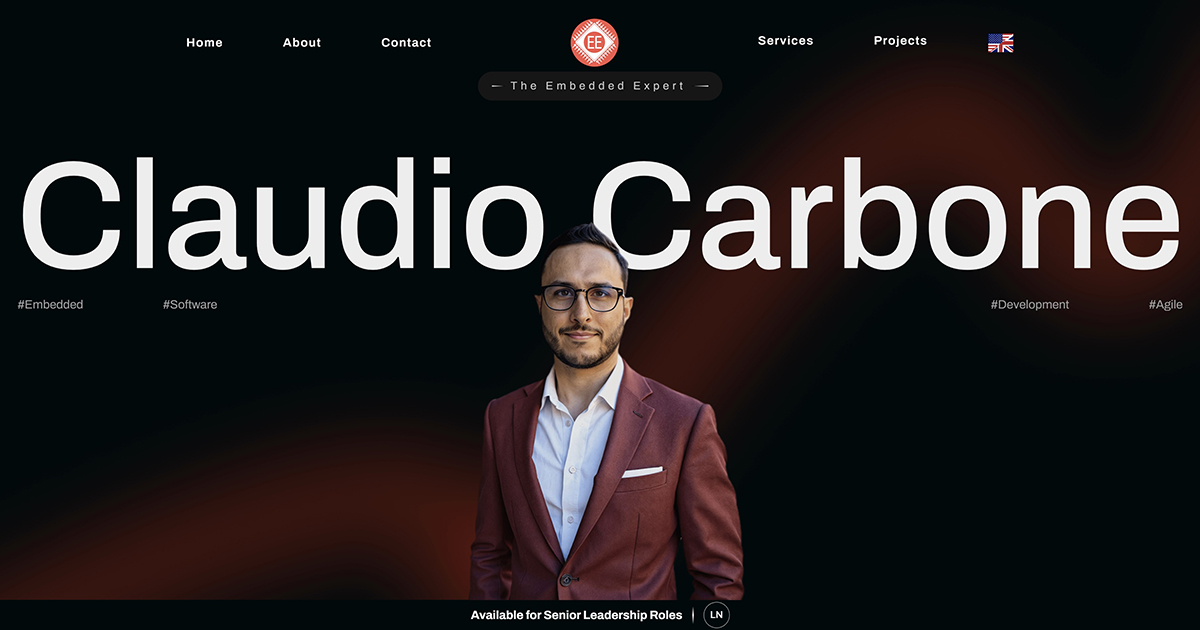 Home About Contact EE Services Projects
The Embedded Expert
Claudio Carbone
#Embedded #Software #Development #Agile
Available for Senior Leadership Roles LN